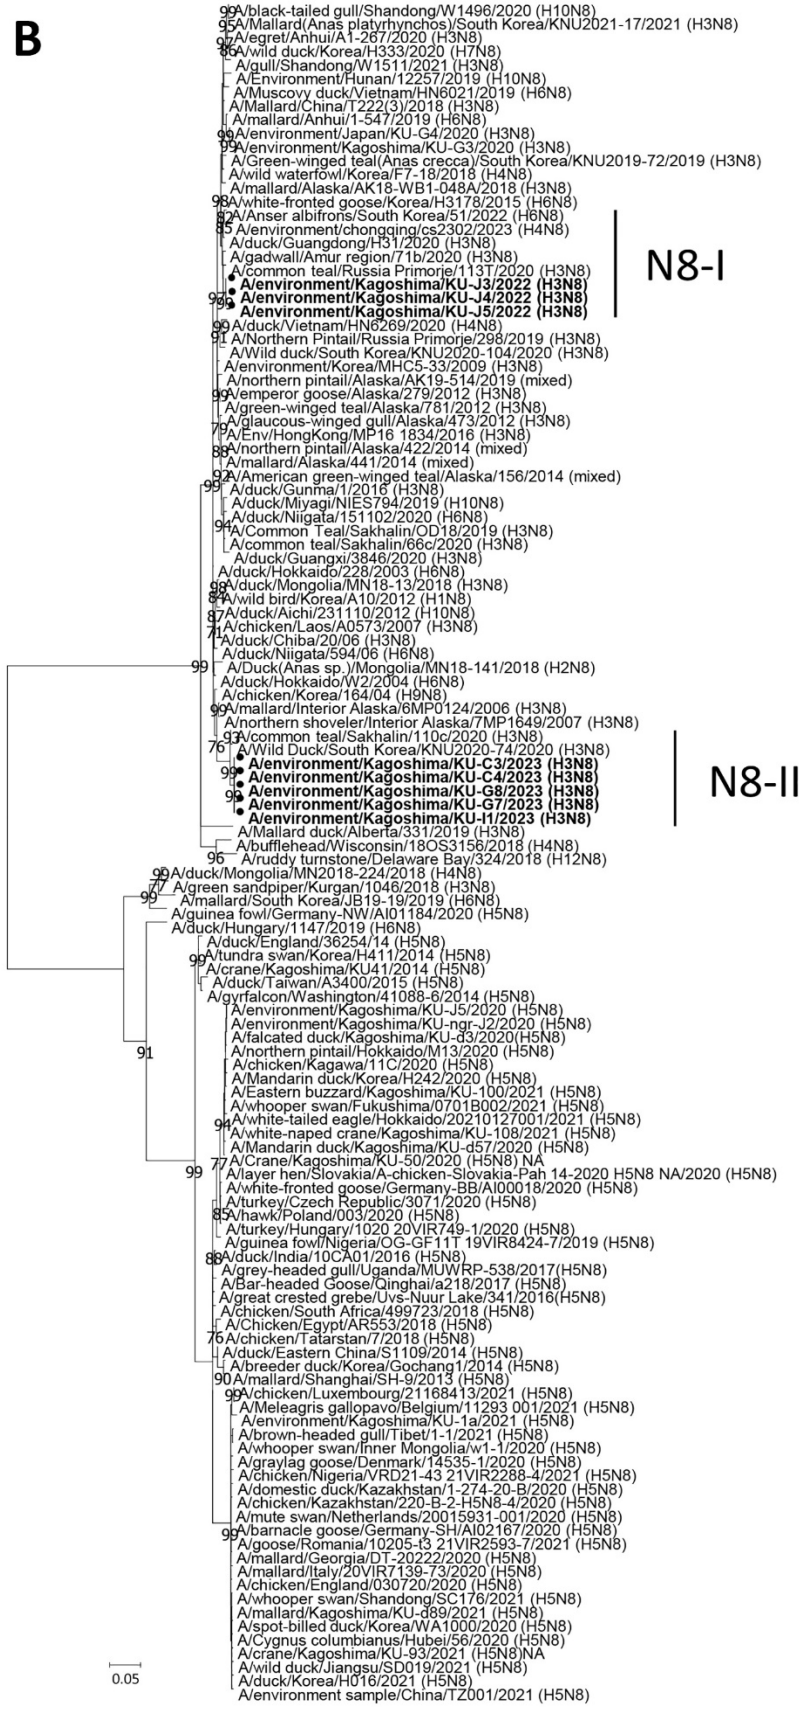 B
A/black-tailed gull/Shandong/W1496/2020 (H10N8)
A/Mallard(Anas platyrhynchos)/South Korea/KNU2021-17/2021 (H3N8)
A/egret/Anhui/A1-267/2020 (H3N8)
A/wild duck/Korea/H333/2020 (H7N8)
A/gull/Shandong/W1511/2021 (H3N8)
A/Environment/Hunan/12257/2019 (H10N8)
A/Muscovy duck/Vietnam/HN6021/2019 (H6N8)
A/Mallard/China/T222(3)/2018 (H3N8)
A/mallard/Anhui/1-547/2019 (H6N8)
A/environment/Japan/KU-G4/2020 (H3N8)
A/environment/Kagoshima/KU-G3/2020 (H3N8)
A/Green-winged teal(Anas crecca)/South Korea/KNU2019-72/2019 (H3N8)
A/wild waterfowl/Korea/F7-18/2018 (H4N8)
A/mallard/Alaska/AK18-WB1-048A/2018 (H3N8)
A/white-fronted goose/Korea/H3178/2015 (H6N8)
A/Anser albifrons/South Korea/51/2022 (H6N8)
A/environment/chongqing/cs2302/2023 (H4N8)
A/duck/Guangdong/H31/2020 (H3N8)
A/gadwall/Amur region/71b/2020 (H3N8)
A/common teal/Russia Primorje/113T/2020 (H3N8)
A/environment/Kagoshima/KU-J3/2022 (H3N8)
A/environment/Kagoshima/KU-J4/2022 (H3N8)
A/environment/Kagoshima/KU-J5/2022 (H3N8)
N8-I
A/duck/Vietnam/HN6269/2020 (H4N8)
A/Northern Pintail/Russia Primorje/298/2019 (H3N8)
A/Wild duck/South Korea/KNU2020-104/2020 (H3N8)
A/environment/Korea/MHC5-33/2009 (H3N8)
A/northern pintail/Alaska/AK19-514/2019 (mixed)
A/emperor goose/Alaska/279/2012 (H3N8)
A/green-winged teal/Alaska/781/2012 (H3N8)
A/glaucous-winged gull/Alaska/473/2012 (H3N8)
A/Env/HongKong/MP16 1834/2016 (H3N8)
A/northern pintail/Alaska/422/2014 (mixed)
A/mallard/Alaska/441/2014 (mixed)
A/American green-winged teal/Alaska/156/2014 (mixed)
A/duck/Gunma/1/2016 (H3N8)
A/duck/Miyagi/NIES794/2019 (H10N8)
A/duck/Niigata/151102/2020 (H6N8)
A/Common Teal/Sakhalin/OD18/2019 (H3N8)
A/common teal/Sakhalin/66c/2020 (H3N8)
A/duck/Guangxi/3846/2020 (H3N8)
A/duck/Hokkaido/228/2003 (H6N8)
A/duck/Mongolia/MN18-13/2018 (H3N8)
A/wild bird/Korea/A10/2012 (H1N8)
A/duck/Aichi/231110/2012 (H10N8)
A/chicken/Laos/A0573/2007 (H3N8)
A/duck/Chiba/20/06 (H3N8)
A/duck/Niigata/594/06 (H6N8)
A/Duck(Anas sp.)/Mongolia/MN18-141/2018 (H2N8)
A/duck/Hokkaido/W2/2004 (H6N8)
A/chicken/Korea/164/04 (H9N8)
A/mallard/Interior Alaska/6MP0124/2006 (H3N8)
A/northern shoveler/Interior Alaska/7MP1649/2007 (H3N8)
A/common teal/Sakhalin/110c/2020 (H3N8)
A/Wild Duck/South Korea/KNU2020-74/2020 (H3N8)
A/environment/Kagoshima/KU-C3/2023 (H3N8)
A/environment/Kagoshima/KU-C4/2023 (H3N8)
A/environment/Kagoshima/KU-G8/2023 (H3N8)
A/environment/Kagoshima/KU-G7/2023 (H3N8)
A/environment/Kagoshima/KU-I1/2023 (H3N8)
N8-II
A/Mallard duck/Alberta/331/2019 (H3N8)
A/bufflehead/Wisconsin/18OS3156/2018 (H4N8)
A/ruddy turnstone/Delaware Bay/324/2018 (H12N8)
A/duck/Mongolia/MN2018-224/2018 (H4N8)
A/green sandpiper/Kurgan/1046/2018 (H3N8)
A/mallard/South Korea/JB19-19/2019 (H6N8)
A/guinea fowl/Germany-NW/AI01184/2020 (H5N8)
A/duck/Hungary/1147/2019 (H6N8)
A/duck/England/36254/14 (H5N8)
A/tundra swan/Korea/H411/2014 (H5N8)
A/crane/Kagoshima/KU41/2014 (H5N8)
A/duck/Taiwan/A3400/2015 (H5N8)
A/gyrfalcon/Washington/41088-6/2014 (H5N8)
A/environment/Kagoshima/KU-J5/2020 (H5N8)
A/environment/Kagoshima/KU-ngr-J2/2020 (H5N8)
A/falcated duck/Kagoshima/KU-d3/2020(H5N8)
A/northern pintail/Hokkaido/M13/2020 (H5N8)
A/chicken/Kagawa/11C/2020 (H5N8)
A/Mandarin duck/Korea/H242/2020 (H5N8)
A/Eastern buzzard/Kagoshima/KU-100/2021 (H5N8)
A/whooper swan/Fukushima/0701B002/2021 (H5N8)
A/white-tailed eagle/Hokkaido/20210127001/2021 (H5N8)
A/white-naped crane/Kagoshima/KU-108/2021 (H5N8)
A/Mandarin duck/Kagoshima/KU-d57/2020 (H5N8)
A/Crane/Kagoshima/KU-50/2020 (H5N8) NA
A/layer hen/Slovakia/A-chicken-Slovakia-Pah 14-2020 H5N8 NA/2020 (H5N8)
A/white-fronted goose/Germany-BB/AI00018/2020 (H5N8)
A/turkey/Czech Republic/3071/2020 (H5N8)
A/hawk/Poland/003/2020 (H5N8)
A/turkey/Hungary/1020 20VIR749-1/2020 (H5N8)
A/guinea fowl/Nigeria/OG-GF11T 19VIR8424-7/2019 (H5N8)
A/duck/India/10CA01/2016 (H5N8)
A/grey-headed gull/Uganda/MUWRP-538/2017(H5N8)
A/Bar-headed Goose/Qinghai/a218/2017 (H5N8)
A/great crested grebe/Uvs-Nuur Lake/341/2016(H5N8)
A/chicken/South Africa/499723/2018 (H5N8)
A/Chicken/Egypt/AR553/2018 (H5N8)
A/chicken/Tatarstan/7/2018 (H5N8)
A/duck/Eastern China/S1109/2014 (H5N8)
A/breeder duck/Korea/Gochang1/2014 (H5N8)
A/mallard/Shanghai/SH-9/2013 (H5N8)
A/chicken/Luxembourg/21168413/2021 (H5N8)
A/Meleagris gallopavo/Belgium/11293 001/2021 (H5N8)
A/environment/Kagoshima/KU-1a/2021 (H5N8)
A/brown-headed gull/Tibet/1-1/2021 (H5N8)
A/whooper swan/Inner Mongolia/w1-1/2020 (H5N8)
A/graylag goose/Denmark/14535-1/2020 (H5N8)
A/chicken/Nigeria/VRD21-43 21VIR2288-4/2021 (H5N8)
A/domestic duck/Kazakhstan/1-274-20-B/2020 (H5N8)
A/chicken/Kazakhstan/220-B-2-H5N8-4/2020 (H5N8)
A/mute swan/Netherlands/20015931-001/2020 (H5N8)
A/barnacle goose/Germany-SH/AI02167/2020 (H5N8)
A/goose/Romania/10205-t3 21VIR2593-7/2021 (H5N8)
A/mallard/Georgia/DT-20222/2020 (H5N8)
A/mallard/Italy/20VIR7139-73/2020 (H5N8)
A/chicken/England/030720/2020 (H5N8)
A/whooper swan/Shandong/SC176/2021 (H5N8)
A/mallard/Kagoshima/KU-d89/2021 (H5N8)
A/spot-billed duck/Korea/WA1000/2020 (H5N8)
A/Cygnus columbianus/Hubei/56/2020 (H5N8)
A/crane/Kagoshima/KU-93/2021 (H5N8)NA
A/wild duck/Jiangsu/SD019/2021 (H5N8)
A/duck/Korea/H016/2021 (H5N8)
A/environment sample/China/TZ001/2021 (H5N8)
99
95
98
99
91
99
79
88
99
94
71
99
99
76
96
99
99
91
99
94
77
99
85
88
76
90
99
99
0.05